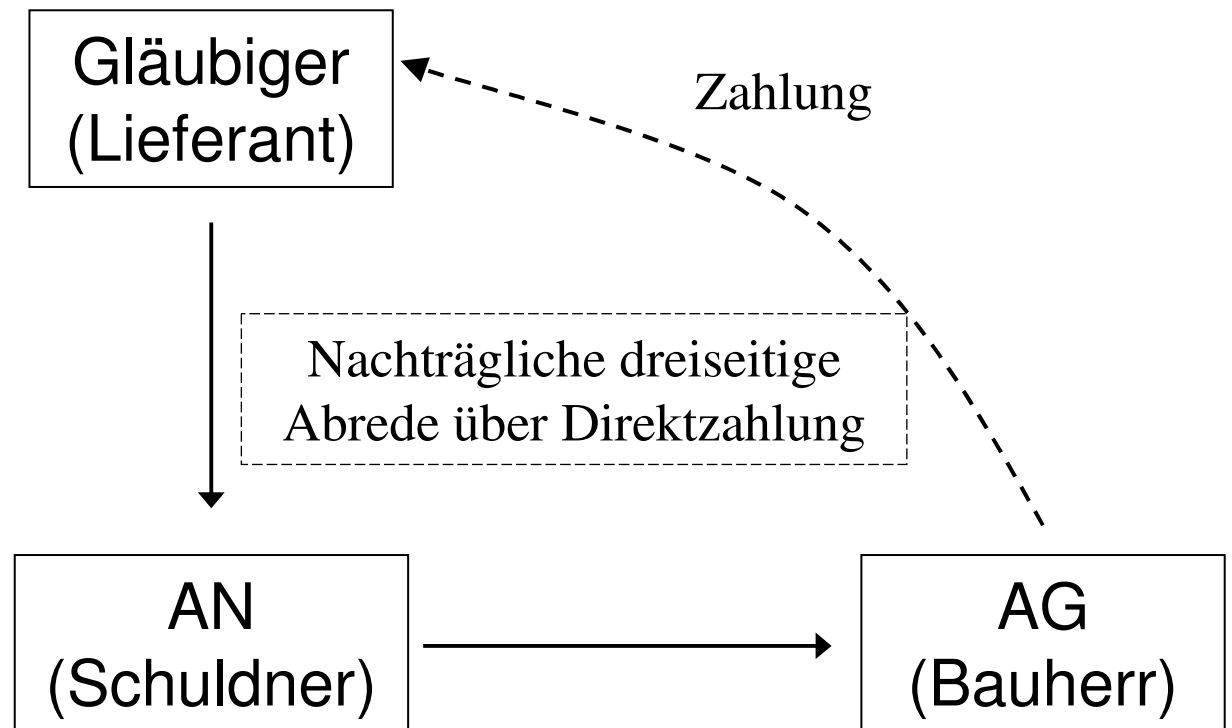 Gläubiger
(Lieferant)
Zahlung
Nachträgliche dreiseitige
Abrede über Direktzahlung
AN
(Schuldner)
AG
(Bauherr)